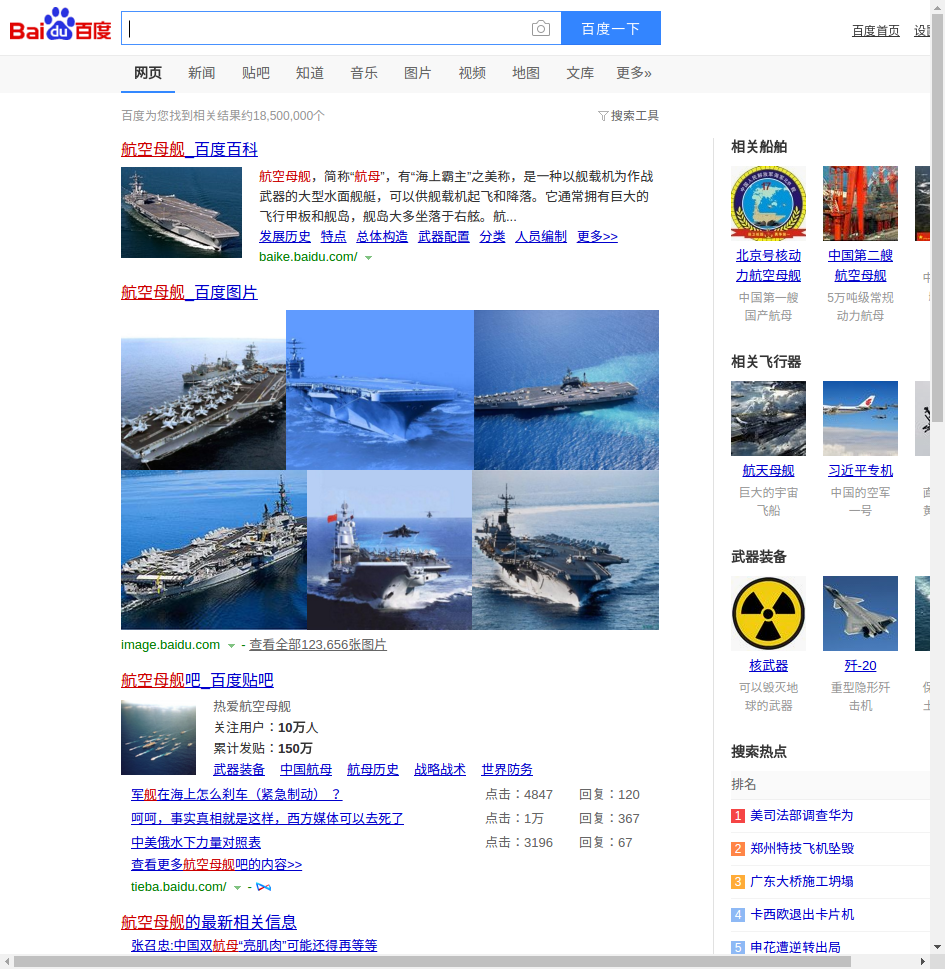 Bai du 百度
百度一下
百度首页
网页 新闻 贴吧 知道 音乐 图片 视频 地图 文库 更多»
百度为您找到相关结果约18,500,000个
搜索工具
航空母舰_百度百科
航空母舰，简称“航母”，有“海上霸主”之美称，是一种以舰载机为作战
武器的大型水面舰艇，可以供舰载机起飞和降落。它通常拥有巨大的
飞行甲板和舰岛，舰岛大多坐落于右舷。航...
发展历史 特点 总体构造 武器配置 分类 人员编制 更多>>
baike.baidu.com/
航空母舰_百度图片
image.baidu.com - 查看全部123,656张图片
航空母舰吧_百度贴吧
热爱航空母舰
关注用户：10万人
累计发贴：150万
武器装备 中国航母 航母历史 战略战术 世界防务
军舰在海上怎么刹车（紧急制动）？ 点击：4847 回复：120
呵呵，事实真相就是这样，西方媒体可以去死了 点击：1万 回复：367
中美俄水下力量对照表 点击：3196 回复：67
查看更多航空母舰吧的内容>>
tieba.baidu.com/ -
航空母舰的最新相关信息
张召忠:中国双航母“亮肌肉”可能还得再等等
相关船舶
北京号核动 中国第二艘
力航空母舰 航空母舰
中国第一艘 5万吨级常规
国产航母 动力航母
相关飞行器
航天母舰 习近平专机
巨大的宇宙 中国的空军
飞船 一号
武器装备
核武器 歼-20
可以毁灭地 重型隐形歼
球的武器 击机
搜索热点
排名
1 美司法部调查华为
2 郑州特技飞机坠毁
3 广东大桥施工坍塌
4 卡西欧退出卡片机
5 申花遭逆转出局